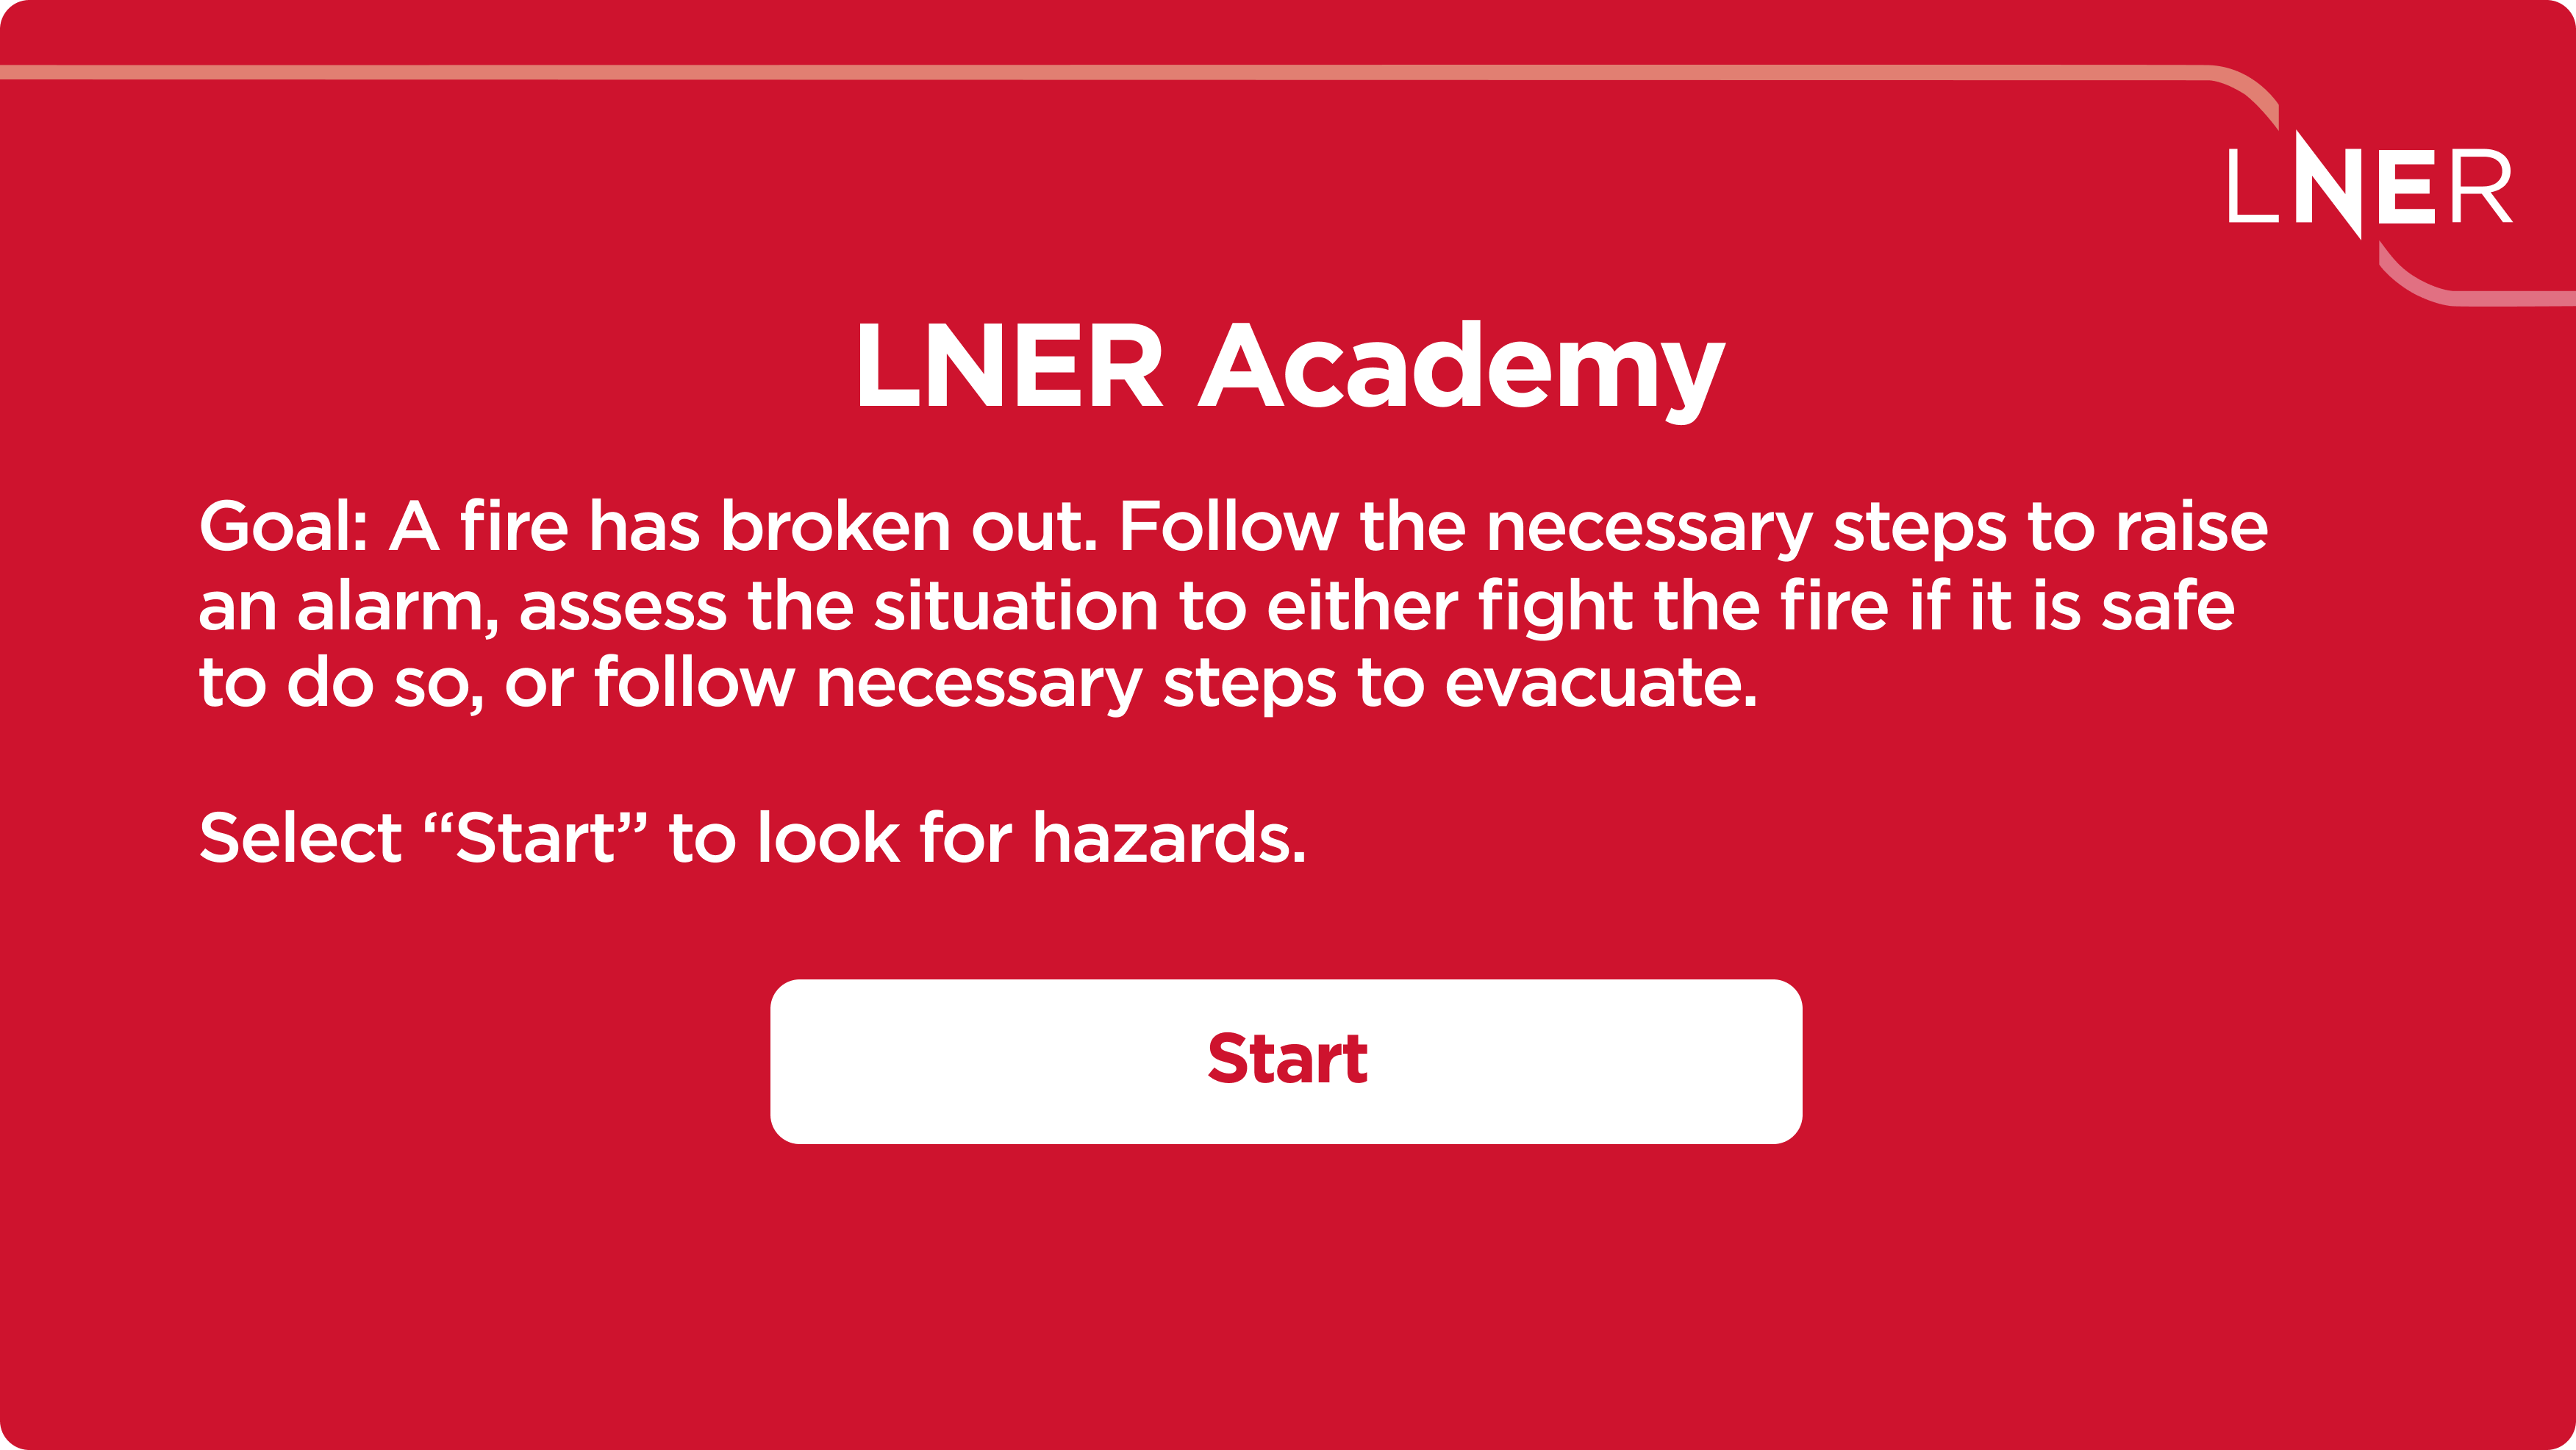 LNER
LNER Academy
Goal: A fire has broken out. Follow the necessary steps to raise
an alarm, assess the situation to either fight the fire if it is safe
to do so, or follow necessary steps to evacuate.
Select “Start” to look for hazards.
Start